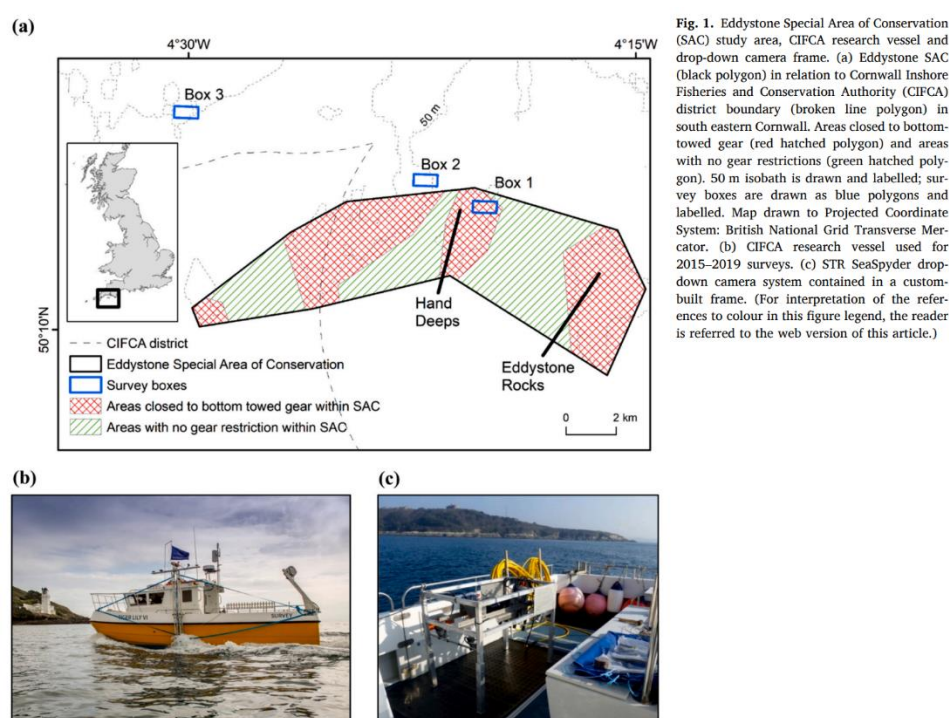 (a)
4°30'W
4°15'W
Box 3
50 m
Box 2
Box 1
Hand
Deeps
Eddystone
Rocks
50°10'N
CIFCA district
Eddystone Special Area of Conservation
Survey boxes
Areas closed to bottom towed gear within SAC
Areas with no gear restriction within SAC
0 2 km
Fig. 1. Eddystone Special Area of Conservation
(SAC) study area, CIFCA research vessel and
drop-down camera frame. (a) Eddystone SAC
(black polygon) in relation to Cornwall Inshore
Fisheries and Conservation Authority (CIFCA)
district boundary (broken line polygon) in
south eastern Cornwall. Areas closed to bottom-
towed gear (red hatched polygon) and areas
with no gear restrictions (green hatched poly-
gon). 50 m isobath is drawn and labelled; sur-
vey boxes are drawn as blue polygons and
labelled. Map drawn to Projected Coordinate
System: British National Grid Transverse Mer-
cator. (b) CIFCA research vessel used for
2015–2019 surveys. (c) STR SeaSpyder drop-
down camera system contained in a custom-
built frame. (For interpretation of the refer-
ences to colour in this figure legend, the reader
is referred to the web version of this article.)
(b)
(c)
SURVEY